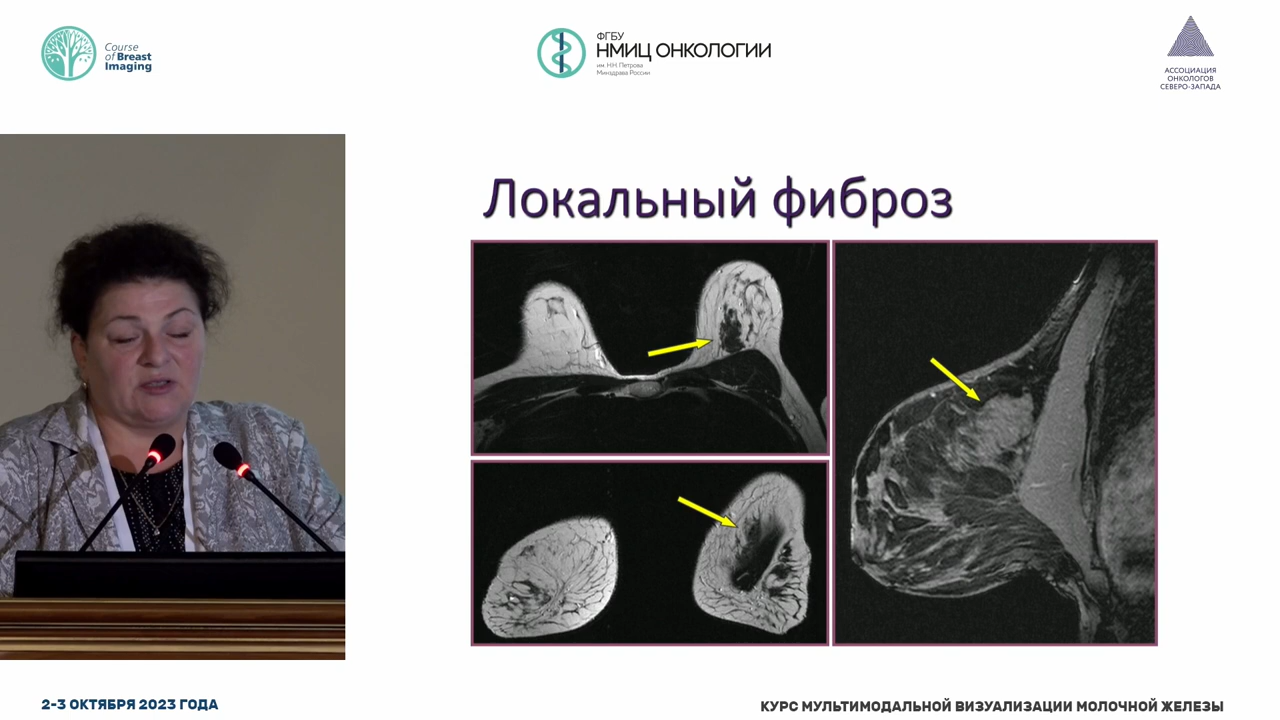 Course
of Breast
Imaging
ФГБУ
НМИЦ ОНКОЛОГИИ
им. Н.Н. Петрова
Минздрава России
АССОЦИАЦИЯ
ОНКОЛОГОВ
СЕВЕРО-ЗАПАДА
Локальный фиброз
2-3 ОКТЯБРЯ 2023 ГОДА
КУРС МУЛЬТИМОДАЛЬНОЙ ВИЗУАЛИЗАЦИИ МОЛОЧНОЙ ЖЕЛЕЗЫ